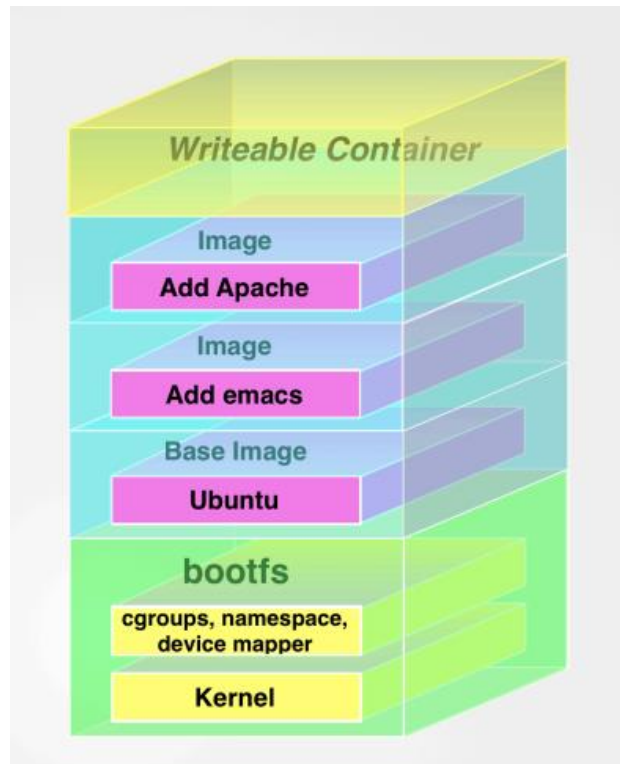 Writeable Container
Image
Add Apache
Image
Add emacs
Base Image
Ubuntu
bootfs
cgroups, namespace,
device mapper
Kernel